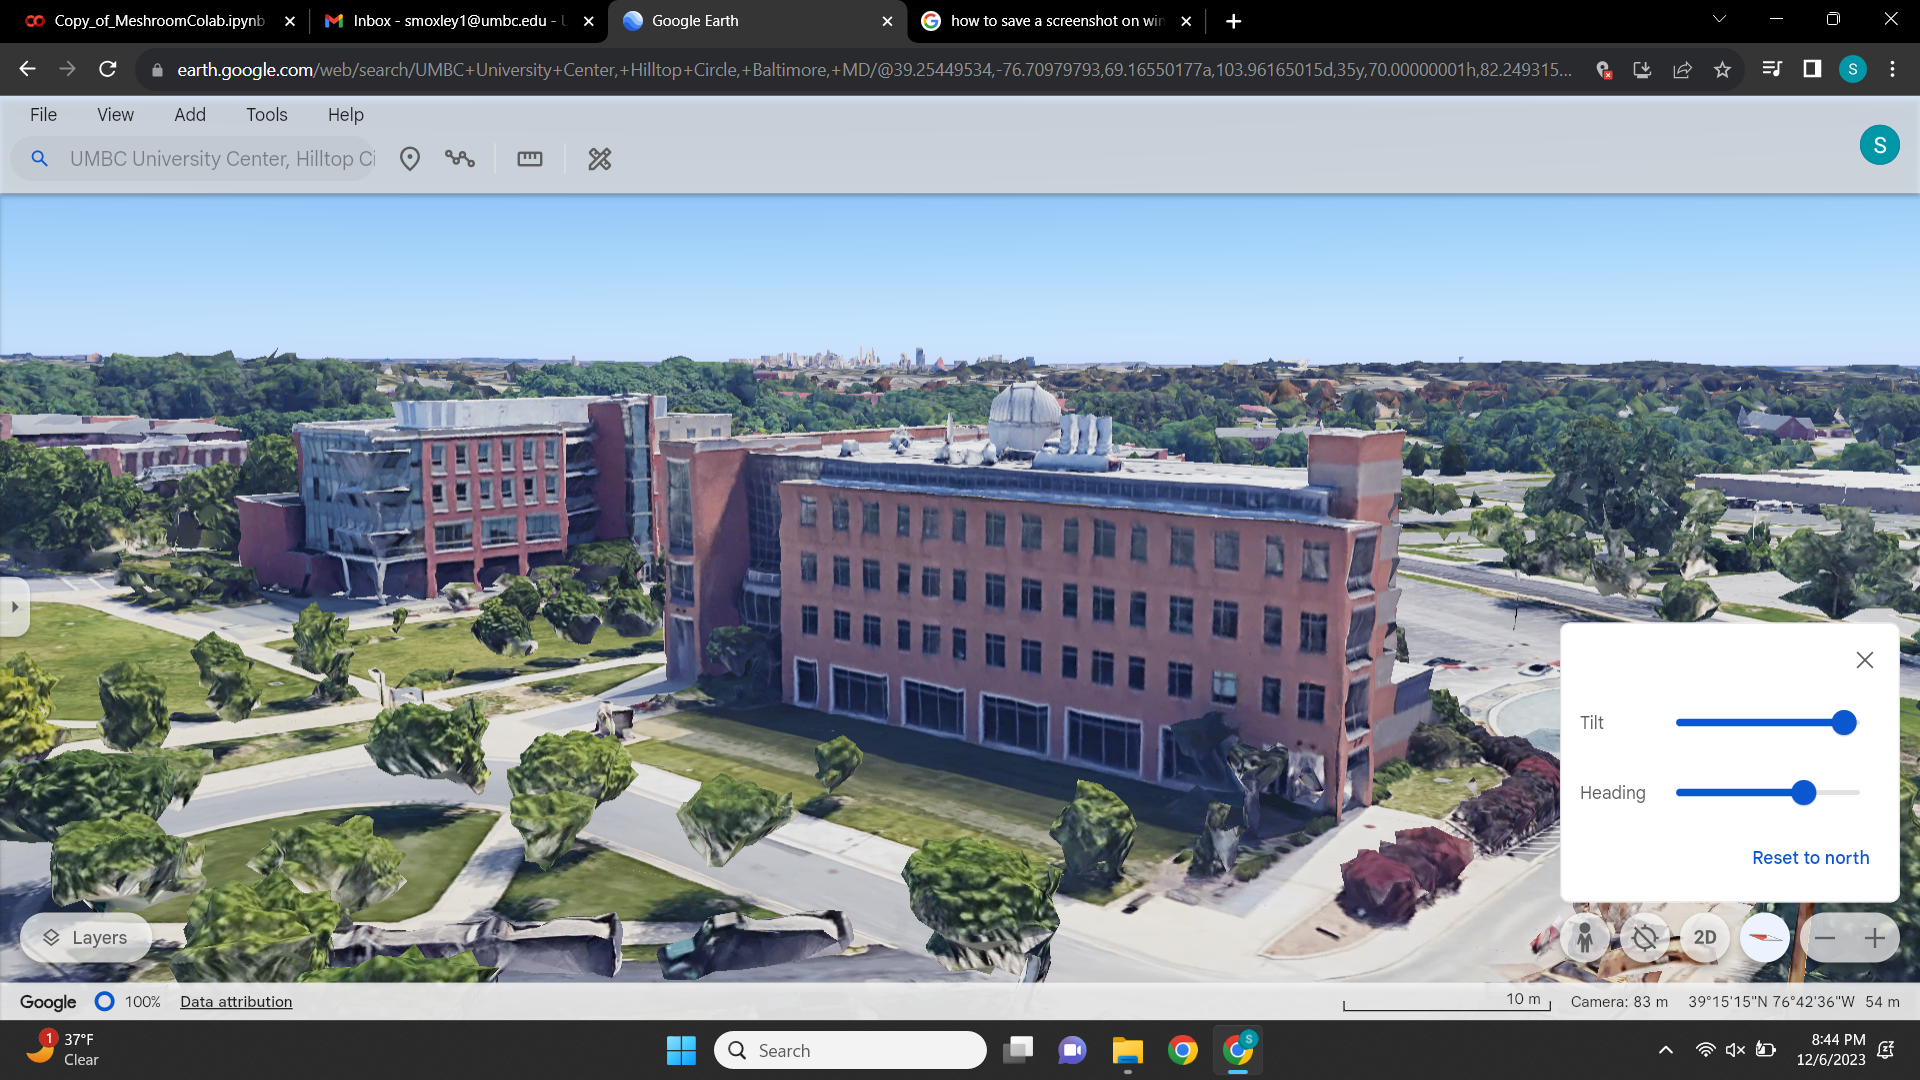 Copy_of_MeshroomColab.ipynb
Inbox - smoxley1@umbc.edu - U
Google Earth
how to save a screenshot on win
earth.google.com/web/search/UMBC+University+Center,+Hilltop+Circle,+Baltimore,+MD/@39.25449534,-76.70979793,69.16550177a,103.96165015d,35y,70.00000001h,82.249315...
S
File View Add Tools Help
UMBC University Center, Hilltop Ci
S
Tilt
Heading
Reset to north
Layers
2D
Google 100% Data attribution
10 m Camera: 83 m 39°15'15"N 76°42'36"W 54 m
1
37°F
Clear
Search
S
8:44 PM
12/6/2023